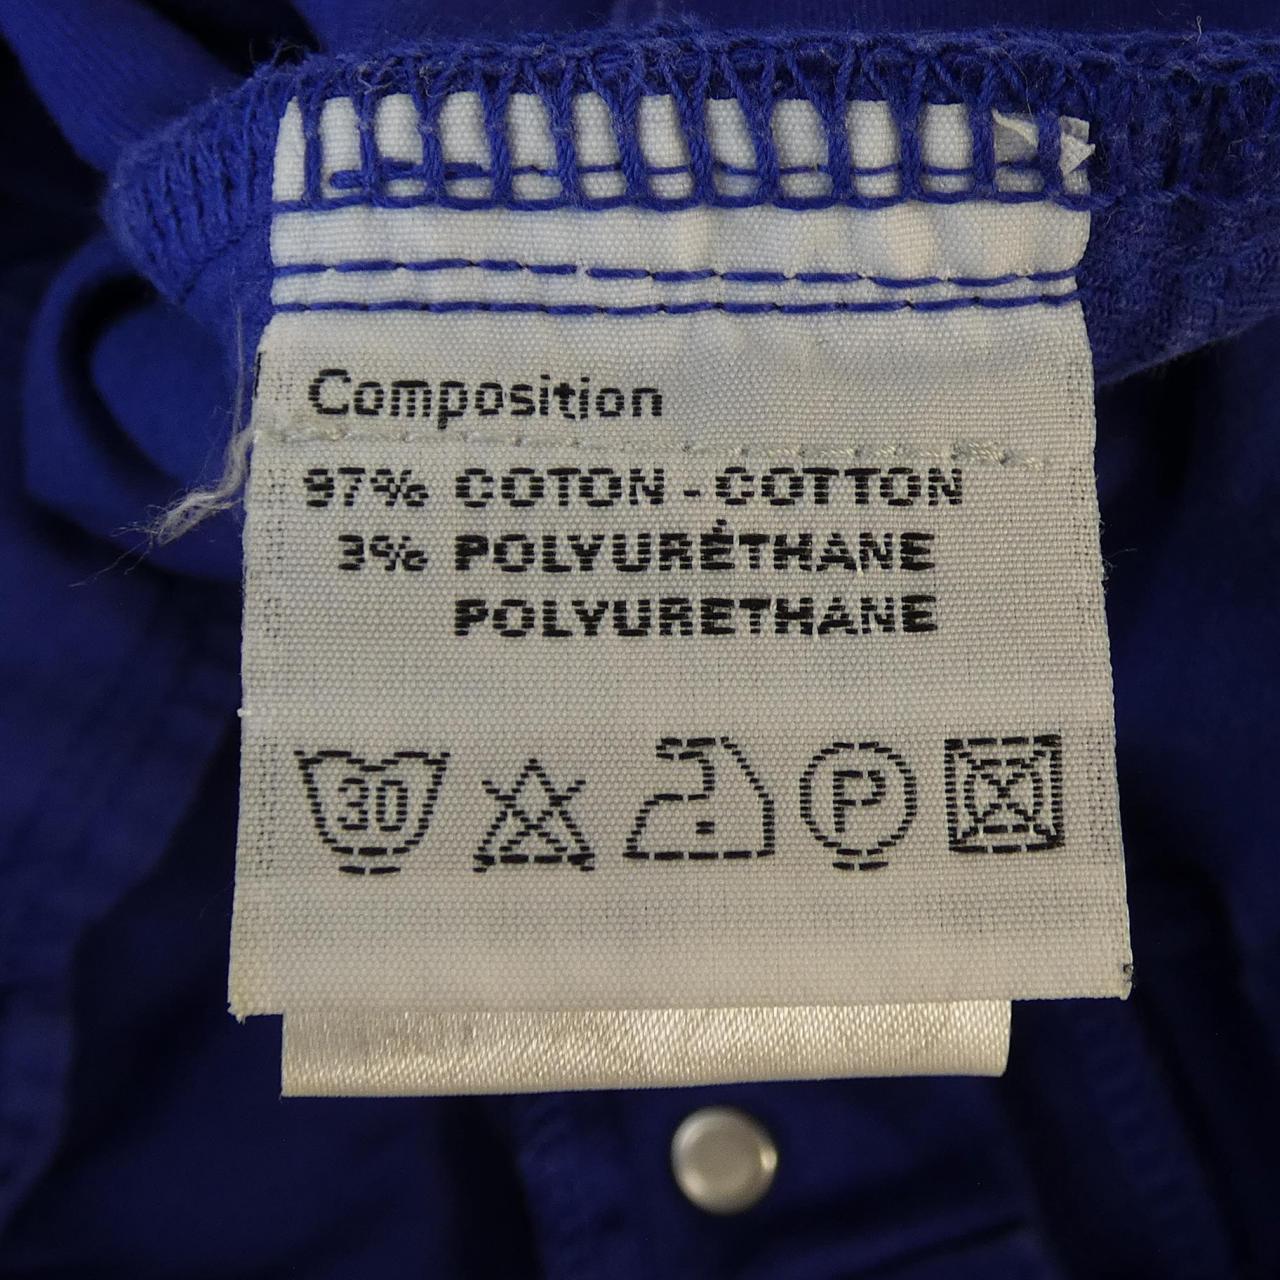 Composition
97% COTON - COTTON
3% POLYURÉTHANE
POLYURETHANE
30 P